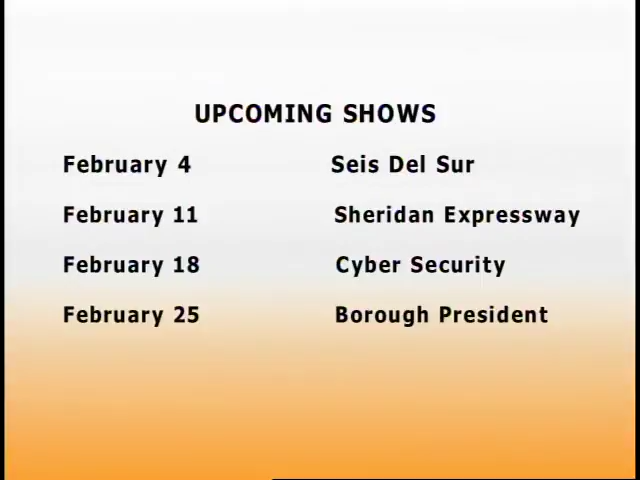 UPCOMING SHOWS
February 4 Seis Del Sur
February 11 Sheridan Expressway
February 18 Cyber Security
February 25 Borough President